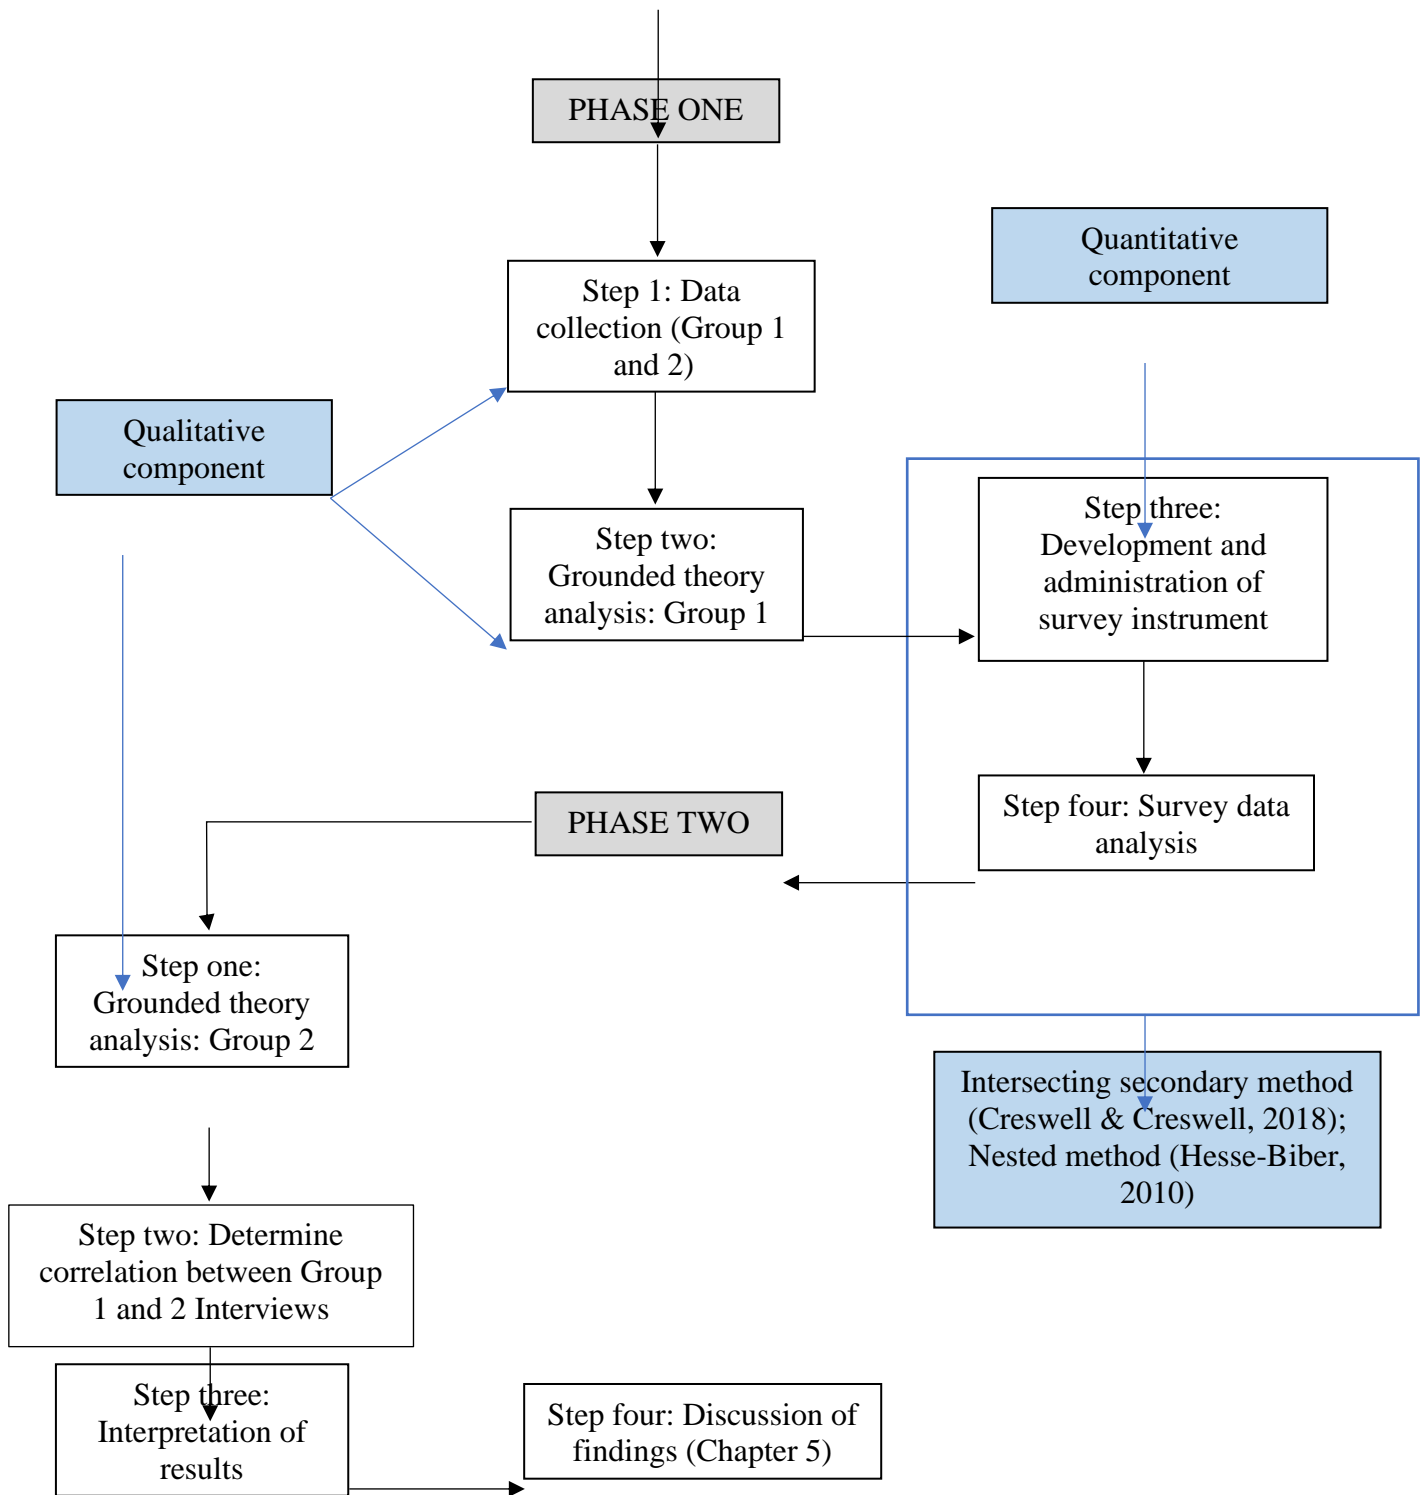 PHASE ONE
Quantitative
component
Step 1: Data
collection (Group 1
and 2)
Qualitative
component
Step two:
Grounded theory
analysis: Group 1
Step three:
Development and
administration of
survey instrument
Step four: Survey data
analysis
PHASE TWO
Step one:
Grounded theory
analysis: Group 2
Intersecting secondary method
(Creswell & Creswell, 2018);
Nested method (Hesse-Biber,
2010)
Step two: Determine
correlation between Group
1 and 2 Interviews
Step three:
Interpretation of
results
Step four: Discussion of
findings (Chapter 5)